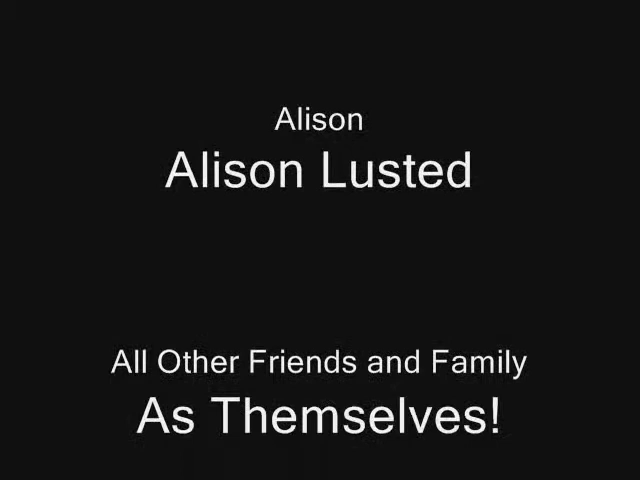 Alison
Alison Lusted
All Other Friends and Family
As Themselves!